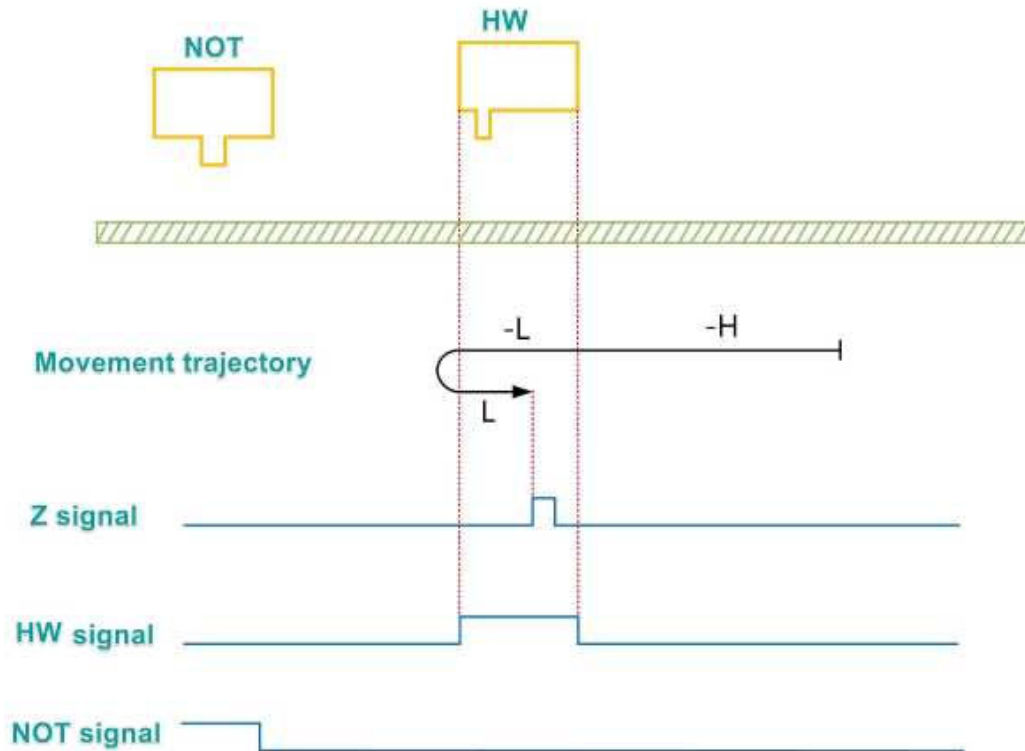 HW
NOT
-L
-H
Movement trajectory
L
Z signal
HW signal
NOT signal